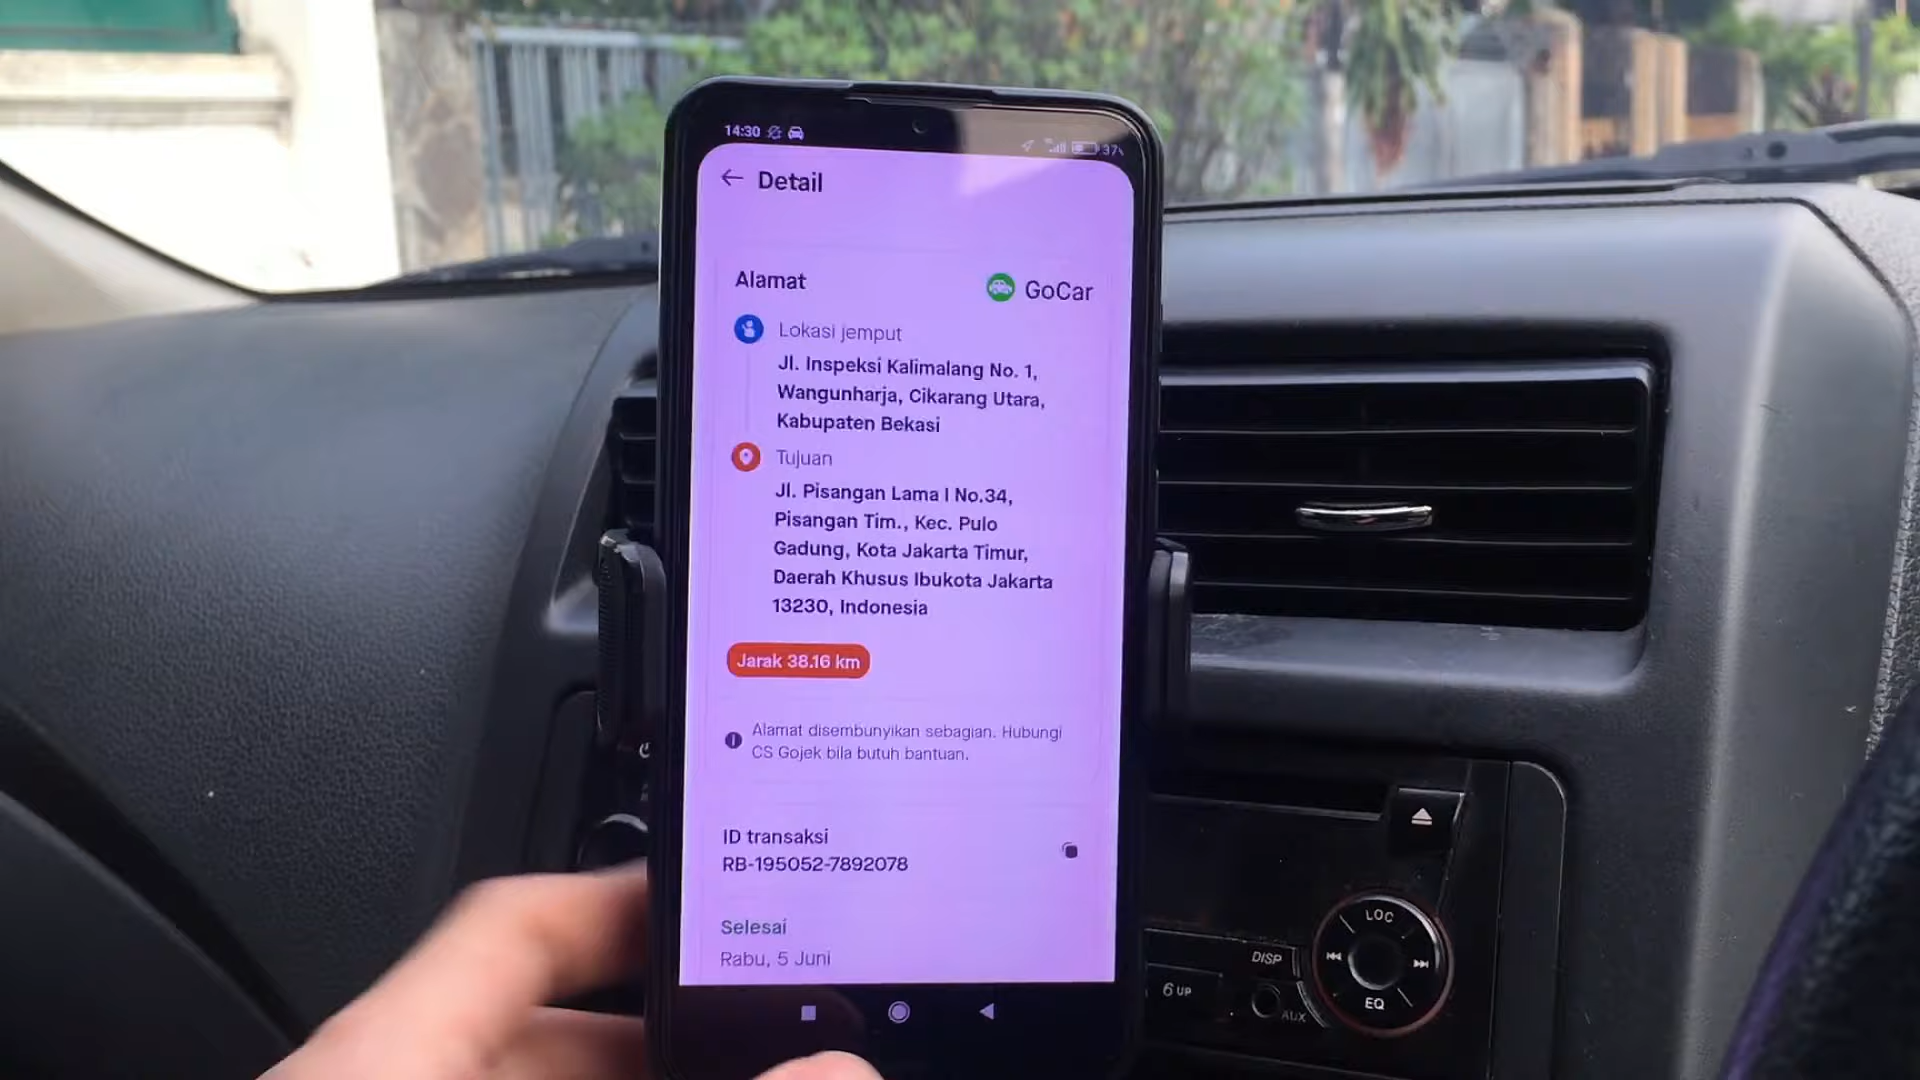 14:30
37%
Detail
Alamat
GoCar
Lokasi jemput
Jl. Inspeksi Kalimalang No. 1,
Wangunharja, Cikarang Utara,
Kabupaten Bekasi
Tujuan
Jl. Pisangan Lama I No.34,
Pisangan Tim., Kec. Pulo
Gadung, Kota Jakarta Timur,
Daerah Khusus Ibukota Jakarta
13230, Indonesia
Jarak 38.16 km
Alamat disembunyikan sebagian. Hubungi
CS Gojek bila butuh bantuan.
ID transaksi
RB-195052-7892078
Selesai
Rabu, 5 Juni
LOC
DISP
6 UP
EQ
AUX